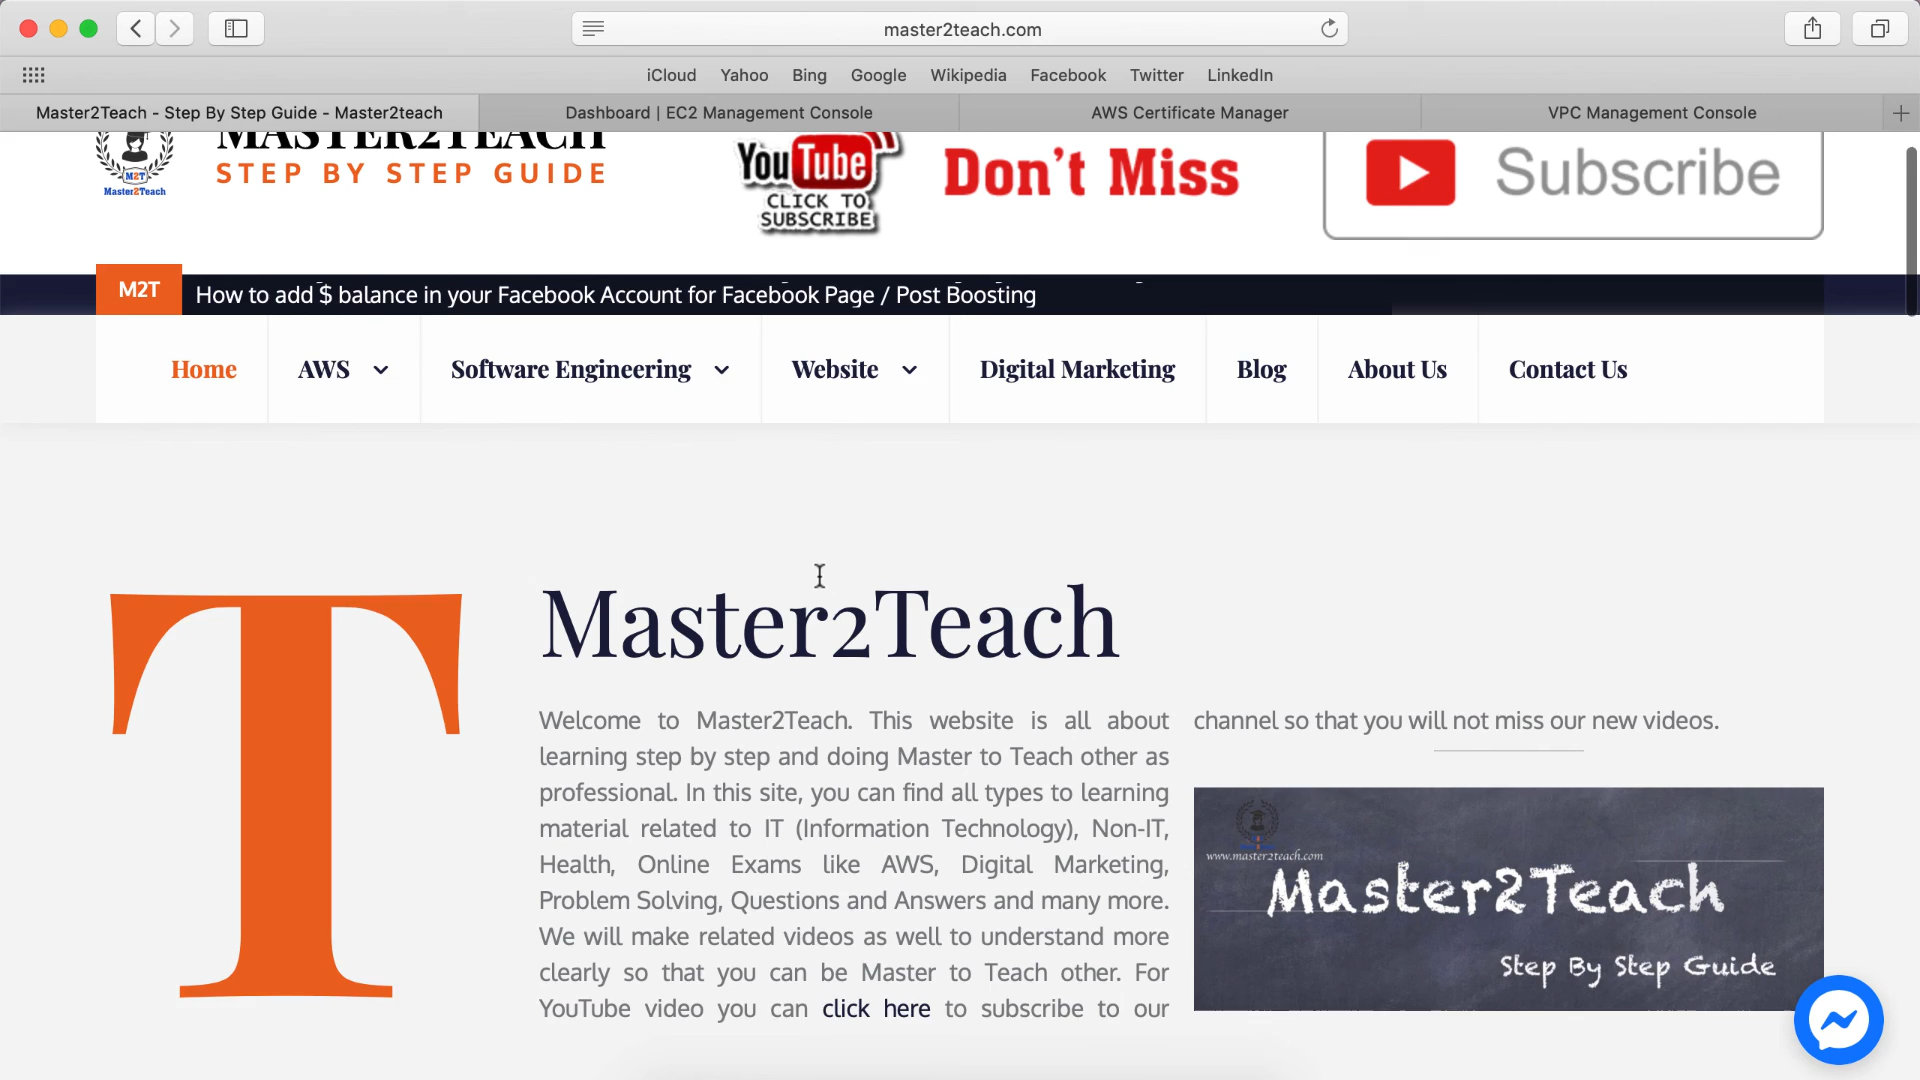 master2teach.com
iCloud Yahoo Bing Google Wikipedia Facebook Twitter LinkedIn
Master2Teach - Step By Step Guide - Master2teach Dashboard | EC2 Management Console AWS Certificate Manager VPC Management Console
MASTER2TEACH
STEP BY STEP GUIDE
M2T
Master2Teach
YouTube
CLICK TO
SUBSCRIBE
Don't Miss
Subscribe
M2T How to add $ balance in your Facebook Account for Facebook Page / Post Boosting
Home AWS Software Engineering Website Digital Marketing Blog About Us Contact Us
T
Master2Teach
Welcome to Master2Teach. This website is all about
learning step by step and doing Master to Teach other as
professional. In this site, you can find all types to learning
material related to IT (Information Technology), Non-IT,
Health, Online Exams like AWS, Digital Marketing,
Problem Solving, Questions and Answers and many more.
We will make related videos as well to understand more
clearly so that you can be Master to Teach other. For
YouTube video you can click here to subscribe to our
channel so that you will not miss our new videos.
www.master2teach.com
Master2Teach
Step By Step Guide